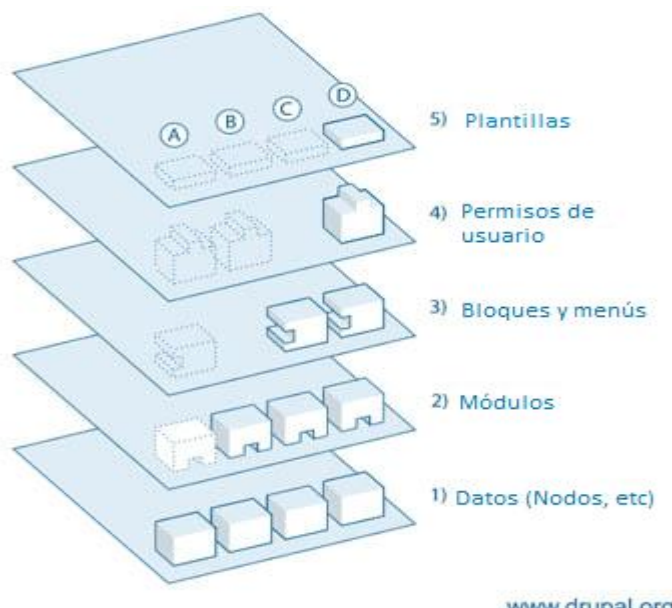 A
B
C
D
5) Plantillas
4) Permisos de
usuario
3) Bloques y menús
2) Módulos
1) Datos (Nodos, etc)
www.drupal.org